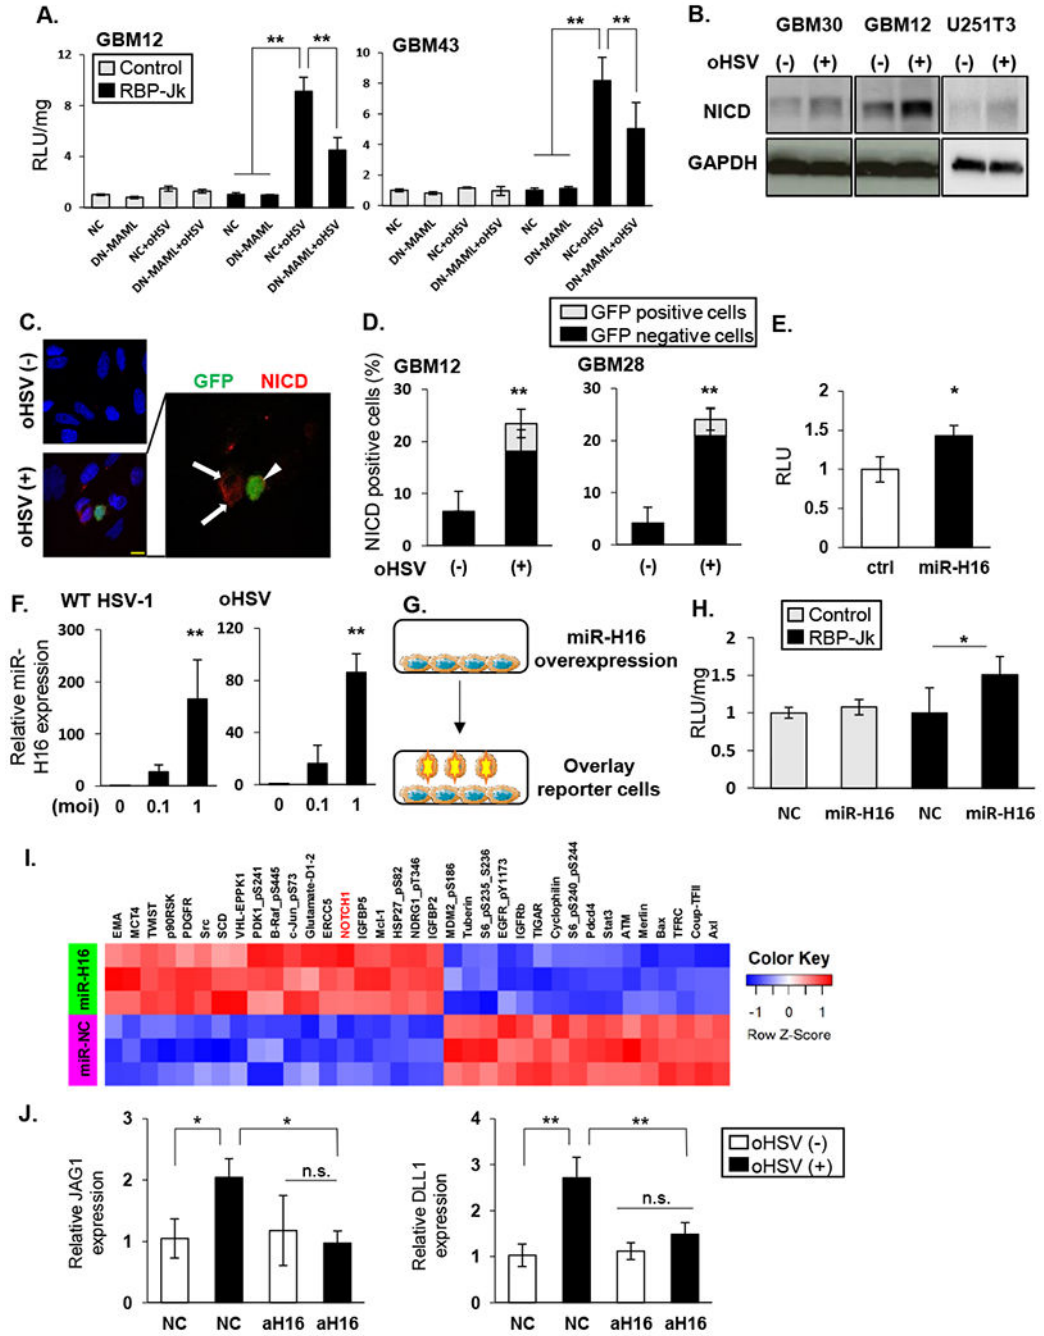 A.
GBM12
Control
RBP-Jk
RLU/mg
12
8
4
0
NC
DN-MAML
NC+oHSV
DN-MAML+oHSV
NC
DN-MAML
NC+oHSV
DN-MAML+oHSV
**
**
GBM43
10
8
6
4
2
0
NC
DN-MAML
NC+oHSV
DN-MAML+oHSV
NC
DN-MAML
NC+oHSV
DN-MAML+oHSV
**
**
B.
GBM30 GBM12 U251T3
oHSV (-) (+) (-) (+) (-) (+)
NICD
GAPDH
C.
oHSV (-)
oHSV (+)
GFP NICD
D.
GFP positive cells
GFP negative cells
NICD positive cells (%)
GBM12
30
20
10
0
**
oHSV (-) (+)
GBM28
30
20
10
0
**
(-) (+)
E.
RLU
2
1.5
1
0.5
0
*
ctrl miR-H16
F.
WT HSV-1
Relative miR-
H16 expression
300
200
100
0
**
(moi) 0 0.1 1
oHSV
120
80
40
0
**
0 0.1 1
G.
miR-H16
overexpression
Overlay
reporter cells
H.
Control
RBP-Jk
RLU/mg
2
1.5
1
0.5
0
*
NC miR-H16 NC miR-H16
I.
EMA
MCT4
TWIST
p90RSK
PDGFR
Src
SCD
VHL-EPPK1
PDK1_pS241
B-Raf_pS445
c-Jun_pS73
Glutamate-D1-2
ERCC5
NOTCH1
IGFBP5
Mcl-1
HSP27_pS82
NDRG1_pT346
IGFBP2
MDM2_pS186
Tuberin
S6_pS235_S236
EGFR_pY1173
IGFRb
TIGAR
Cyclophilin
S6_pS240_pS244
Pdcd4
Stat3
ATM
Merlin
Bax
TFRC
Coup-TFII
Axl
miR-H16
miR-NC
Color Key
-1 0 1
Row Z-Score
J.
Relative JAG1
expression
3
2
1
0
*
*
n.s.
NC NC aH16 aH16
Relative DLL1
expression
4
3
2
1
0
**
**
n.s.
NC NC aH16 aH16
oHSV (-)
oHSV (+)